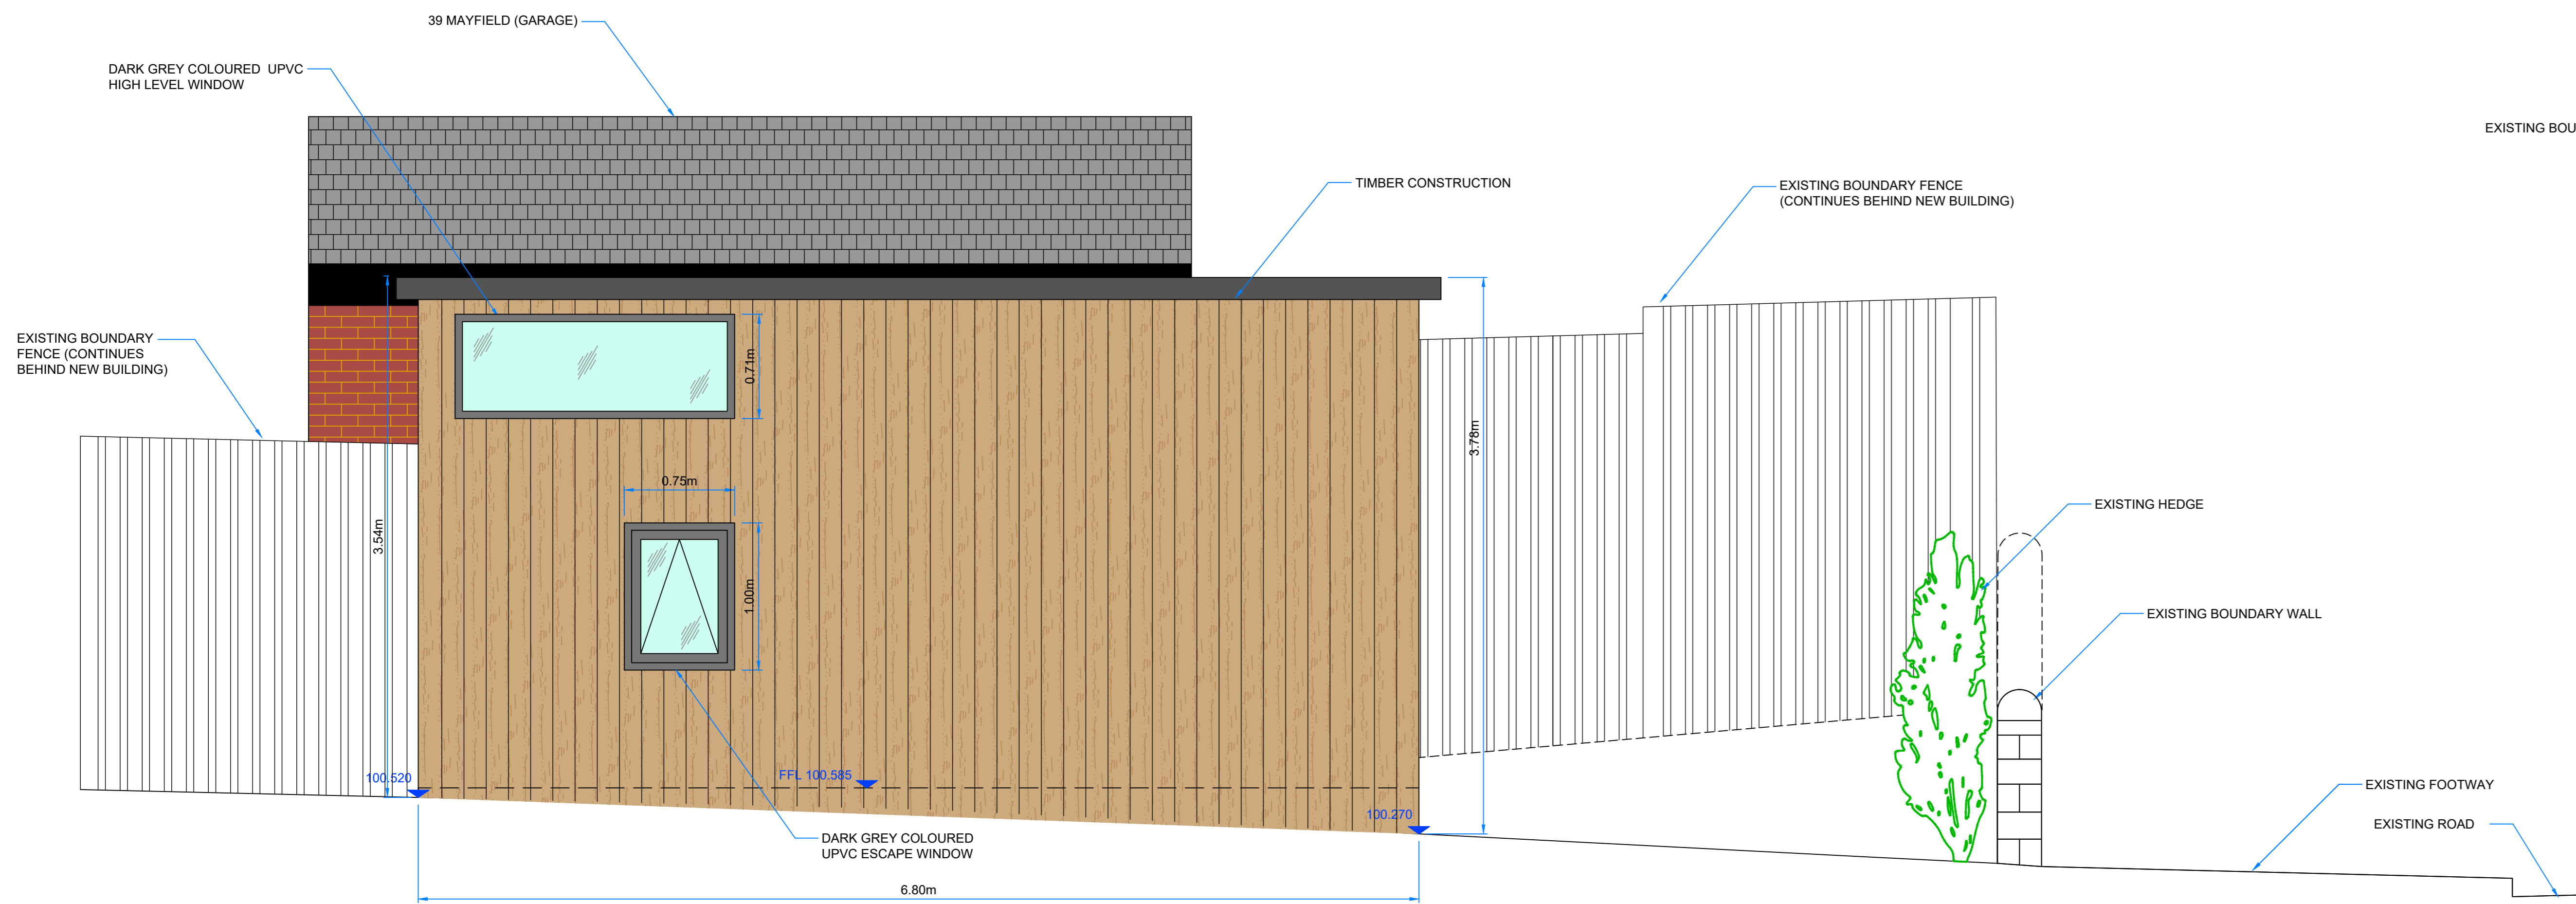 39 MAYFIELD (GARAGE)
DARK GREY COLOURED UPVC
HIGH LEVEL WINDOW
EXISTING BOU
TIMBER CONSTRUCTION
EXISTING BOUNDARY FENCE
(CONTINUES BEHIND NEW BUILDING)
EXISTING BOUNDARY
FENCE (CONTINUES
BEHIND NEW BUILDING)
0.71m
3.78m
0.75m
3.54m
1.00m
EXISTING HEDGE
EXISTING BOUNDARY WALL
100.520
FFL 100.585
100.270
EXISTING FOOTWAY
EXISTING ROAD
DARK GREY COLOURED
UPVC ESCAPE WINDOW
6.80m